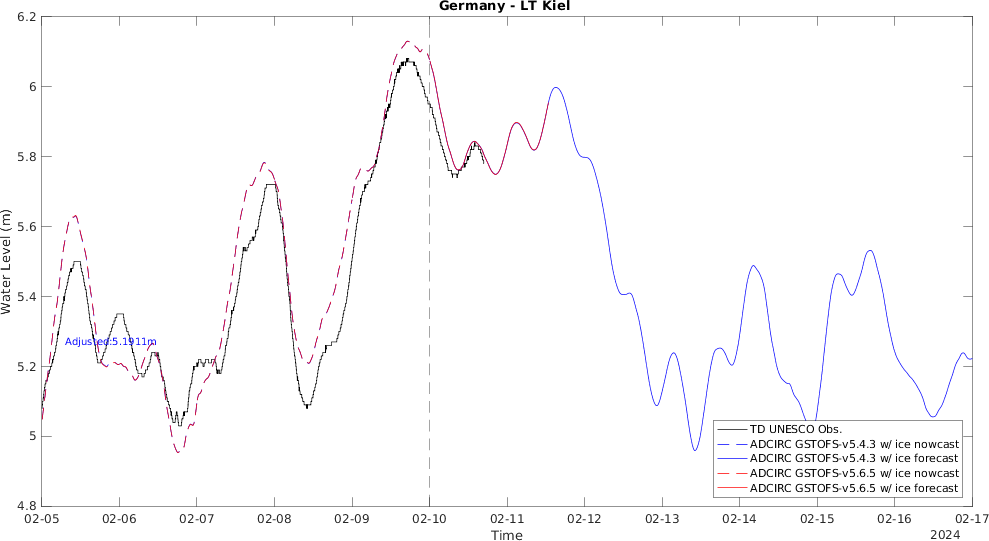 Germany - LT Kiel
6.2
6
5.8
5.6
5.4
5.2
5
4.8
Water Level (m)
Adjusted:5.1911m
TD UNESCO Obs.
ADCIRC GSTOFS-v5.4.3 w/ ice nowcast
ADCIRC GSTOFS-v5.4.3 w/ ice forecast
ADCIRC GSTOFS-v5.6.5 w/ ice nowcast
ADCIRC GSTOFS-v5.6.5 w/ ice forecast
02-05 02-06 02-07 02-08 02-09 02-10 02-11 02-12 02-13 02-14 02-15 02-16 02-17
Time
2024